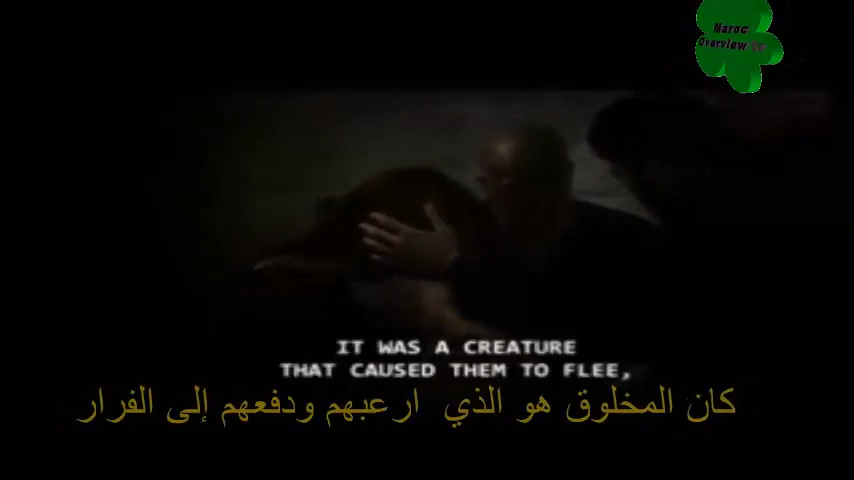 Maroc
Overview
IT WAS A CREATURE
THAT CAUSED THEM TO FLEE,
كان المخلوق هو الذي ارعبهم ودفعهم إلى الفرار